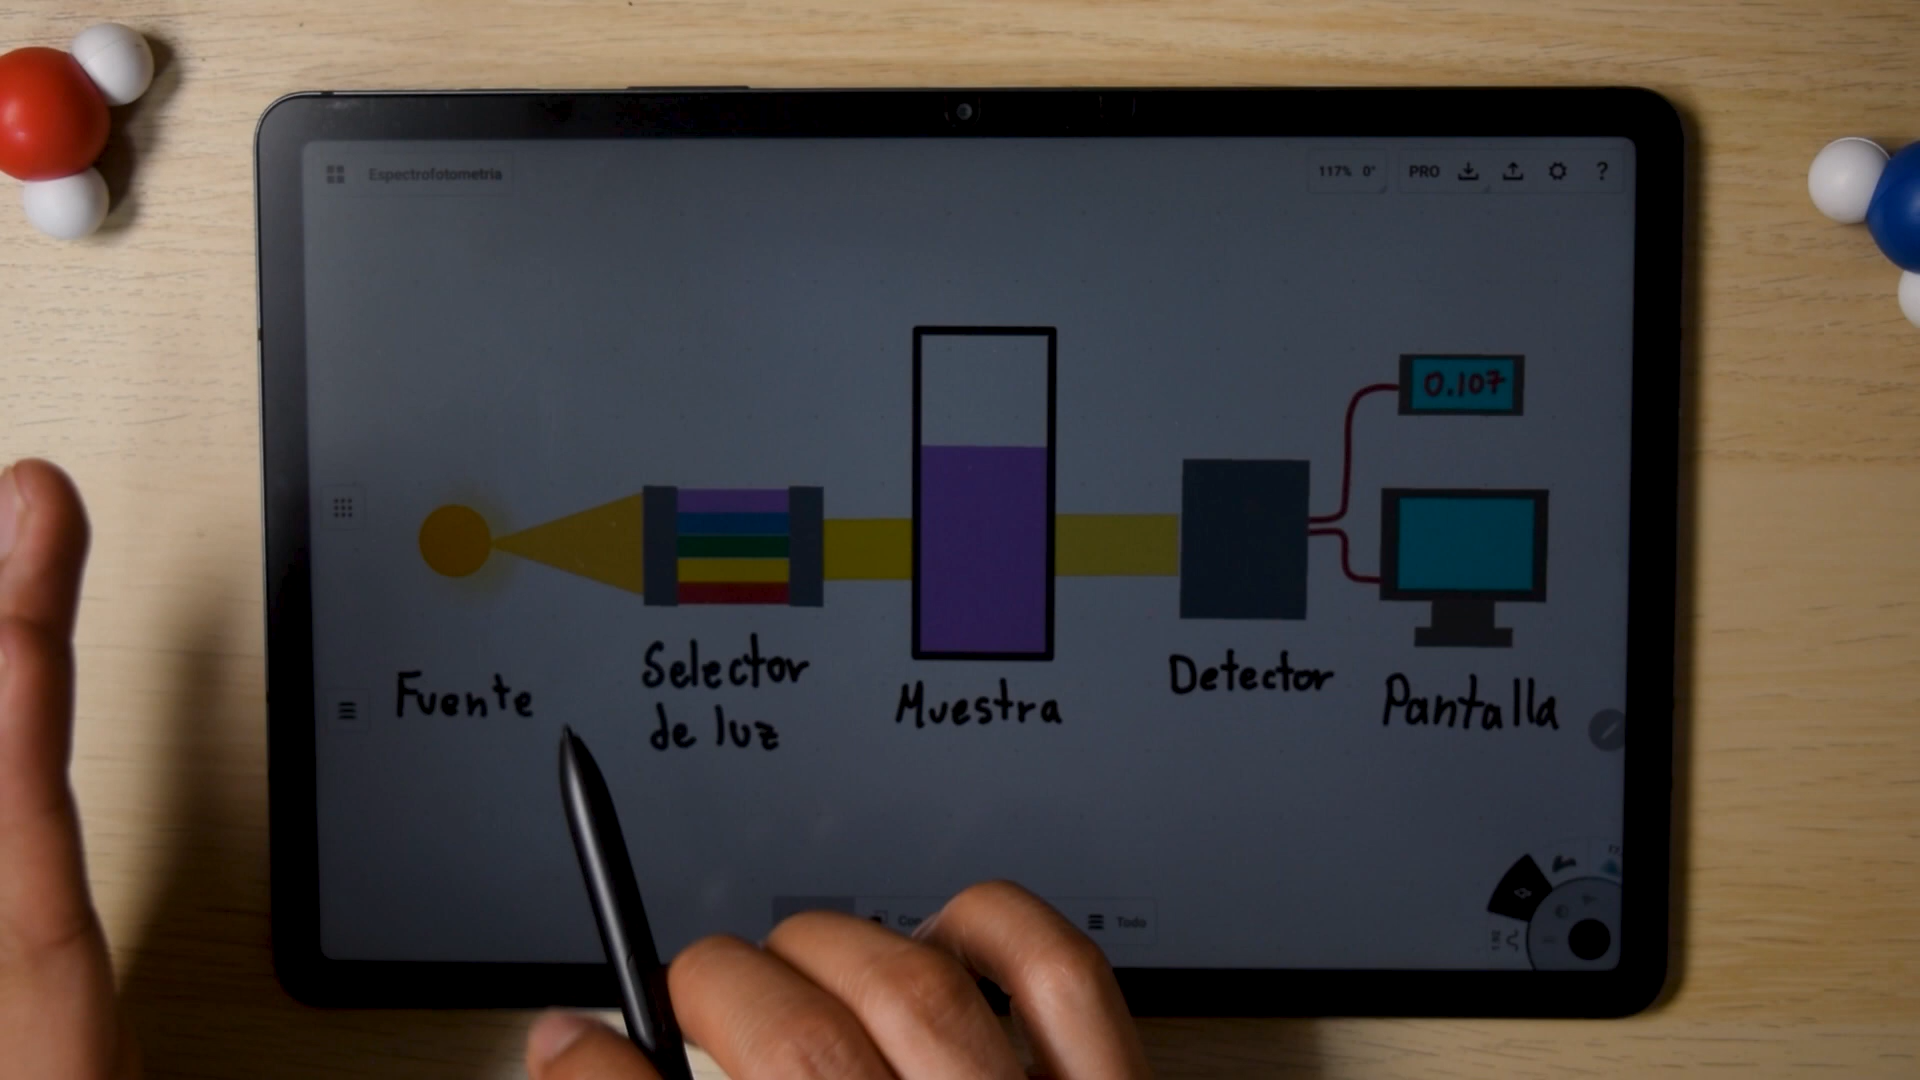 Espectrofotometria
117% 0°
PRO
?
0.107
Fuente
Selector
de luz
Muestra
Detector
Pantalla
Todo